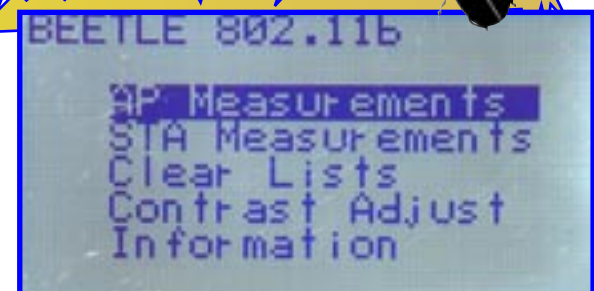 BEETLE 802.11b
AP Measurements
STA Measurements
Clear Lists
Contrast Adjust
Information